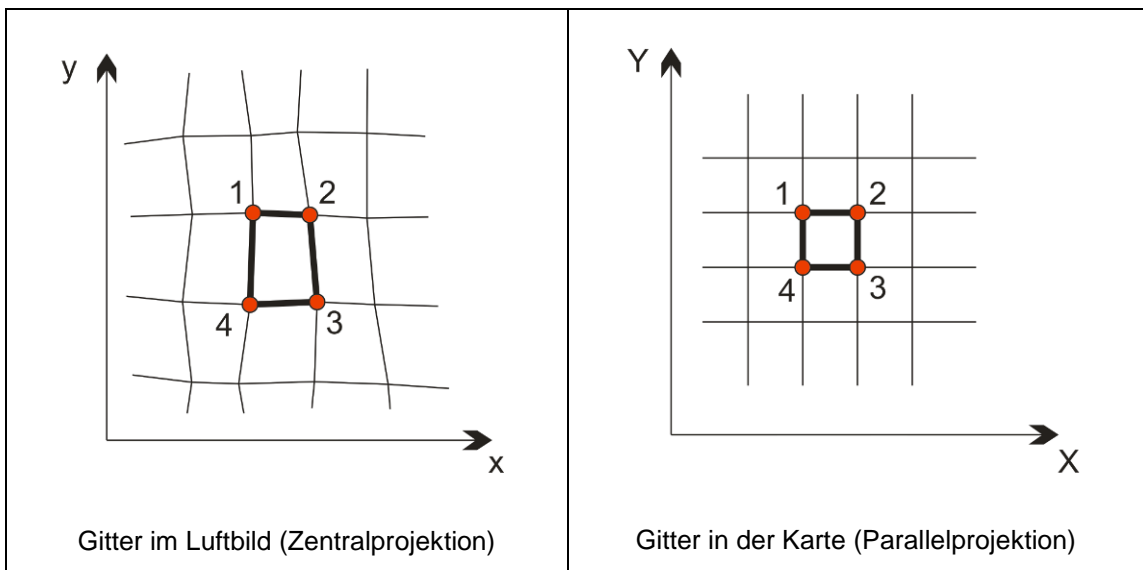 y
1
2
4
3
x
Gitter im Luftbild (Zentralprojektion)
Y
1
2
4
3
X
Gitter in der Karte (Parallelprojektion)